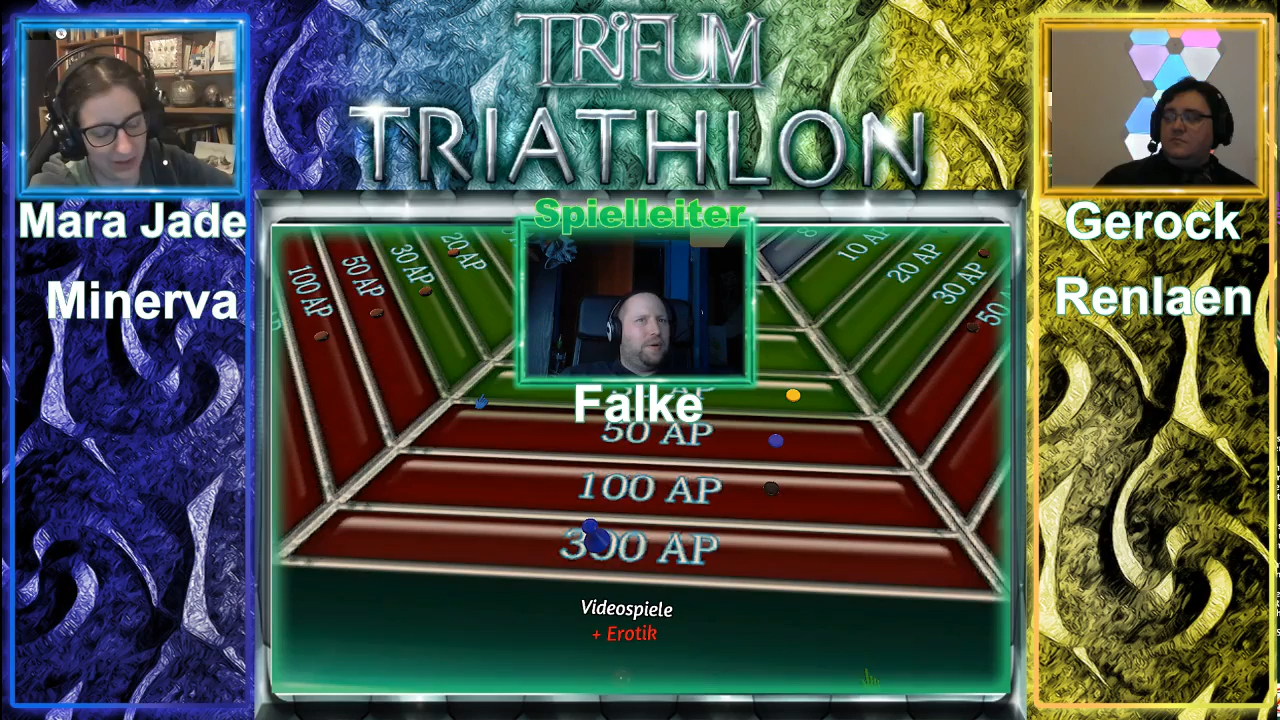 TRiFUM
TRIATHLON
Spielleiter
Mara Jade
Minerva
Gerock
Renlaen
Falke
100 AP
50 AP
30 AP
20 AP
10 AP
20 AP
30 AP
50
50 AP
100 AP
300 AP
Videospiele
+ Erotik